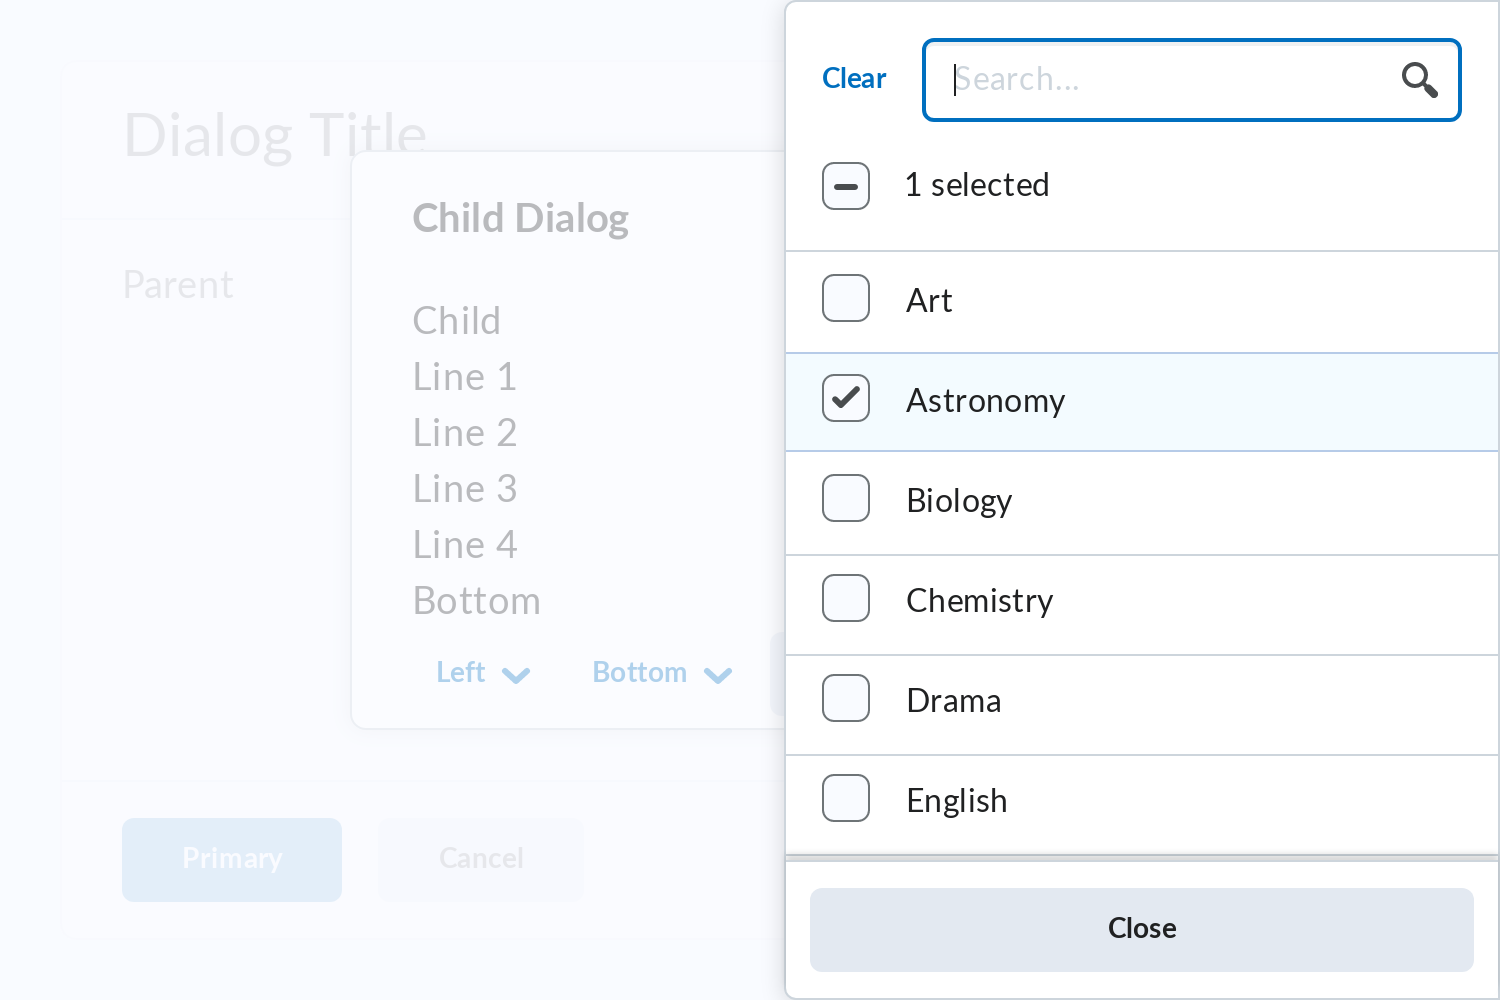 Dialog Title
Parent
Child Dialog
Child
Line 1
Line 2
Line 3
Line 4
Bottom
Left
Bottom
Primary
Cancel
Clear
Search...
1 selected
Art
Astronomy
Biology
Chemistry
Drama
English
Close